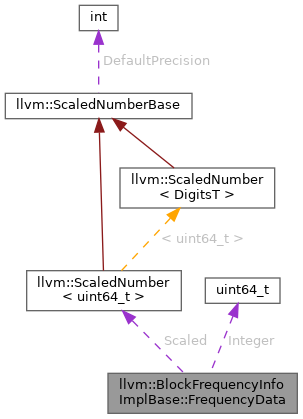 int
DefaultPrecision
llvm::ScaledNumberBase
llvm::ScaledNumber
< DigitsT >
< uint64_t >
llvm::ScaledNumber
< uint64_t >
uint64_t
Scaled
Integer
llvm::BlockFrequencyInfo
ImplBase::FrequencyData